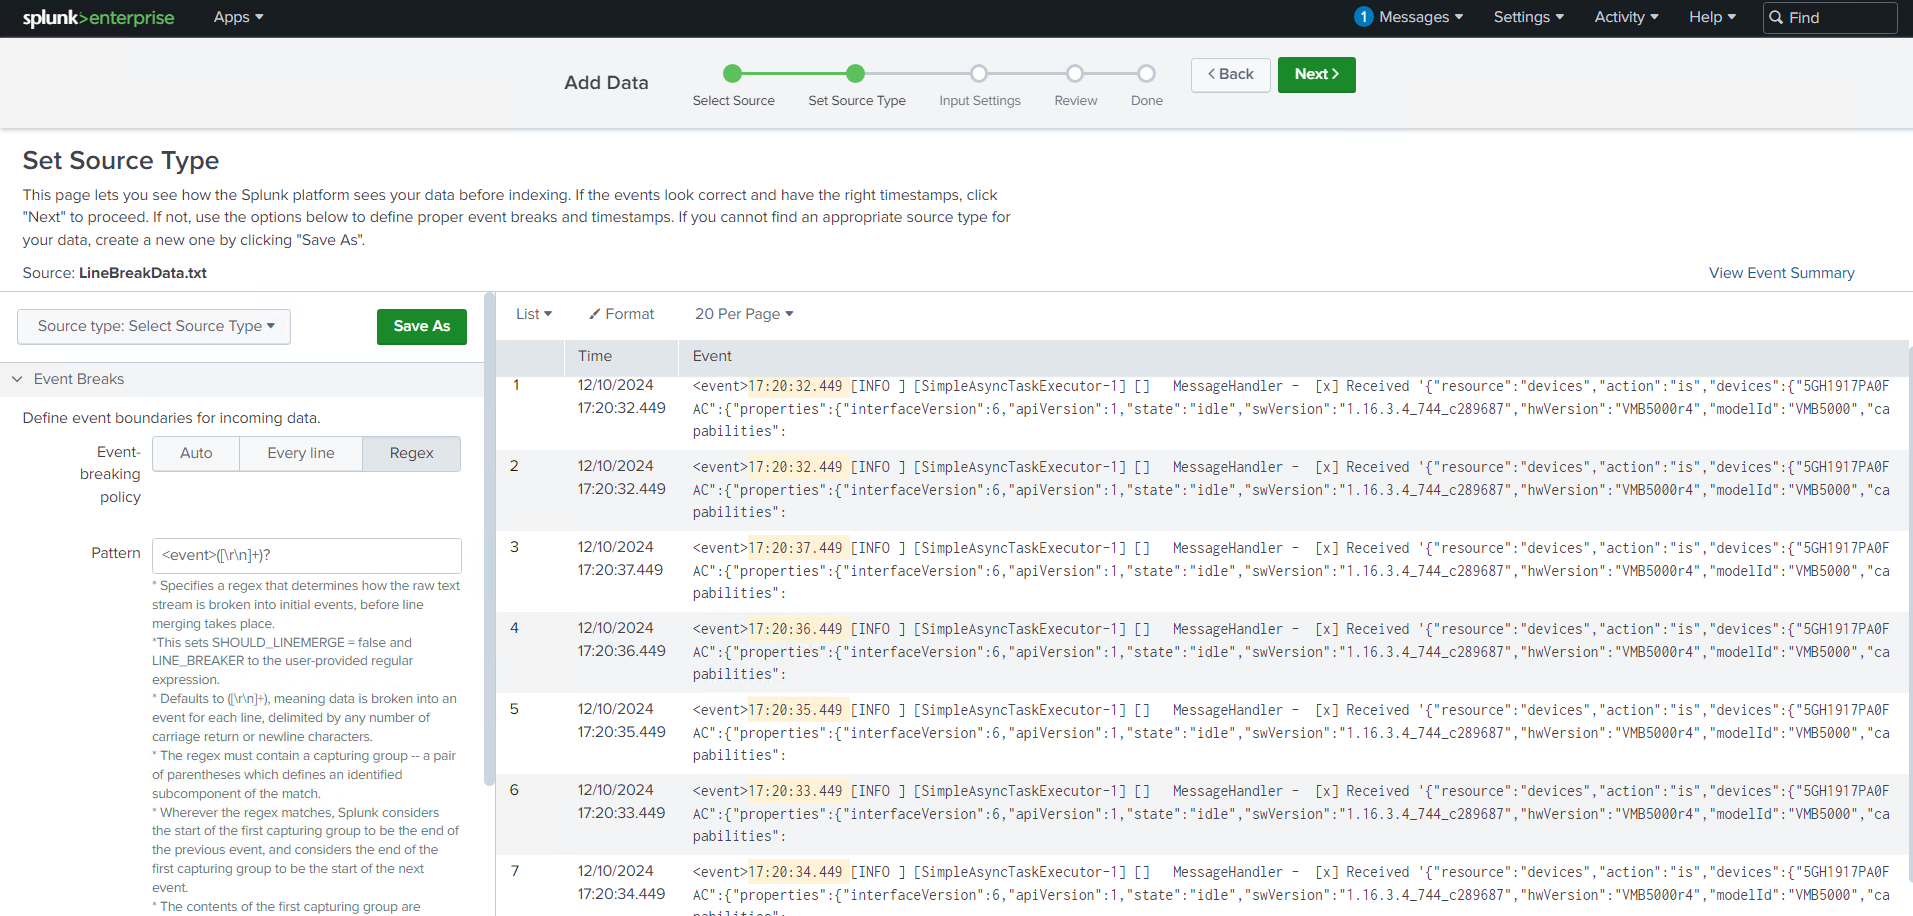 splunk>enterprise Apps 1 Messages Settings Activity Help Find
Add Data
Select Source Set Source Type Input Settings Review Done
Back Next
Set Source Type
This page lets you see how the Splunk platform sees your data before indexing. If the events look correct and have the right timestamps, click
"Next" to proceed. If not, use the options below to define proper event breaks and timestamps. If you cannot find an appropriate source type for
your data, create a new one by clicking "Save As".
Source: LineBreakData.txt
View Event Summary
Source type: Select Source Type
Save As
Event Breaks
Define event boundaries for incoming data.
Event-
breaking
policy
Auto Every line Regex
Pattern
<event>([\r\n]+)?
* Specifies a regex that determines how the raw text
stream is broken into initial events, before line
merging takes place.
*This sets SHOULD_LINEMERGE = false and
LINE_BREAKER to the user-provided regular
expression.
* Defaults to ([\r\n]+), meaning data is broken into an
event for each line, delimited by any number of
carriage return or newline characters.
* The regex must contain a capturing group -- a pair
of parentheses which defines an identified
subcomponent of the match.
* Wherever the regex matches, Splunk considers
the start of the first capturing group to be the end of
the previous event, and considers the end of the
first capturing group to be the start of the next
event.
* The contents of the first capturing group are
List Format 20 Per Page
Time Event
1 12/10/2024 <event>17:20:32.449 [INFO ] [SimpleAsyncTaskExecutor-1] [] MessageHandler - [x] Received '{"resource":"devices","action":"is","devices":{"5GH1917PA0F
17:20:32.449 AC":{"properties":{"interfaceVersion":6,"apiVersion":1,"state":"idle","swVersion":"1.16.3.4_744_c289687","hwVersion":"VMB5000r4","modelId":"VMB5000","ca
pabilities":
2 12/10/2024 <event>17:20:32.449 [INFO ] [SimpleAsyncTaskExecutor-1] [] MessageHandler - [x] Received '{"resource":"devices","action":"is","devices":{"5GH1917PA0F
17:20:32.449 AC":{"properties":{"interfaceVersion":6,"apiVersion":1,"state":"idle","swVersion":"1.16.3.4_744_c289687","hwVersion":"VMB5000r4","modelId":"VMB5000","ca
pabilities":
3 12/10/2024 <event>17:20:37.449 [INFO ] [SimpleAsyncTaskExecutor-1] [] MessageHandler - [x] Received '{"resource":"devices","action":"is","devices":{"5GH1917PA0F
17:20:37.449 AC":{"properties":{"interfaceVersion":6,"apiVersion":1,"state":"idle","swVersion":"1.16.3.4_744_c289687","hwVersion":"VMB5000r4","modelId":"VMB5000","ca
pabilities":
4 12/10/2024 <event>17:20:36.449 [INFO ] [SimpleAsyncTaskExecutor-1] [] MessageHandler - [x] Received '{"resource":"devices","action":"is","devices":{"5GH1917PA0F
17:20:36.449 AC":{"properties":{"interfaceVersion":6,"apiVersion":1,"state":"idle","swVersion":"1.16.3.4_744_c289687","hwVersion":"VMB5000r4","modelId":"VMB5000","ca
pabilities":
5 12/10/2024 <event>17:20:35.449 [INFO ] [SimpleAsyncTaskExecutor-1] [] MessageHandler - [x] Received '{"resource":"devices","action":"is","devices":{"5GH1917PA0F
17:20:35.449 AC":{"properties":{"interfaceVersion":6,"apiVersion":1,"state":"idle","swVersion":"1.16.3.4_744_c289687","hwVersion":"VMB5000r4","modelId":"VMB5000","ca
pabilities":
6 12/10/2024 <event>17:20:33.449 [INFO ] [SimpleAsyncTaskExecutor-1] [] MessageHandler - [x] Received '{"resource":"devices","action":"is","devices":{"5GH1917PA0F
17:20:33.449 AC":{"properties":{"interfaceVersion":6,"apiVersion":1,"state":"idle","swVersion":"1.16.3.4_744_c289687","hwVersion":"VMB5000r4","modelId":"VMB5000","ca
pabilities":
7 12/10/2024 <event>17:20:34.449 [INFO ] [SimpleAsyncTaskExecutor-1] [] MessageHandler - [x] Received '{"resource":"devices","action":"is","devices":{"5GH1917PA0F
17:20:34.449 AC":{"properties":{"interfaceVersion":6,"apiVersion":1,"state":"idle","swVersion":"1.16.3.4_744_c289687","hwVersion":"VMB5000r4","modelId":"VMB5000","ca